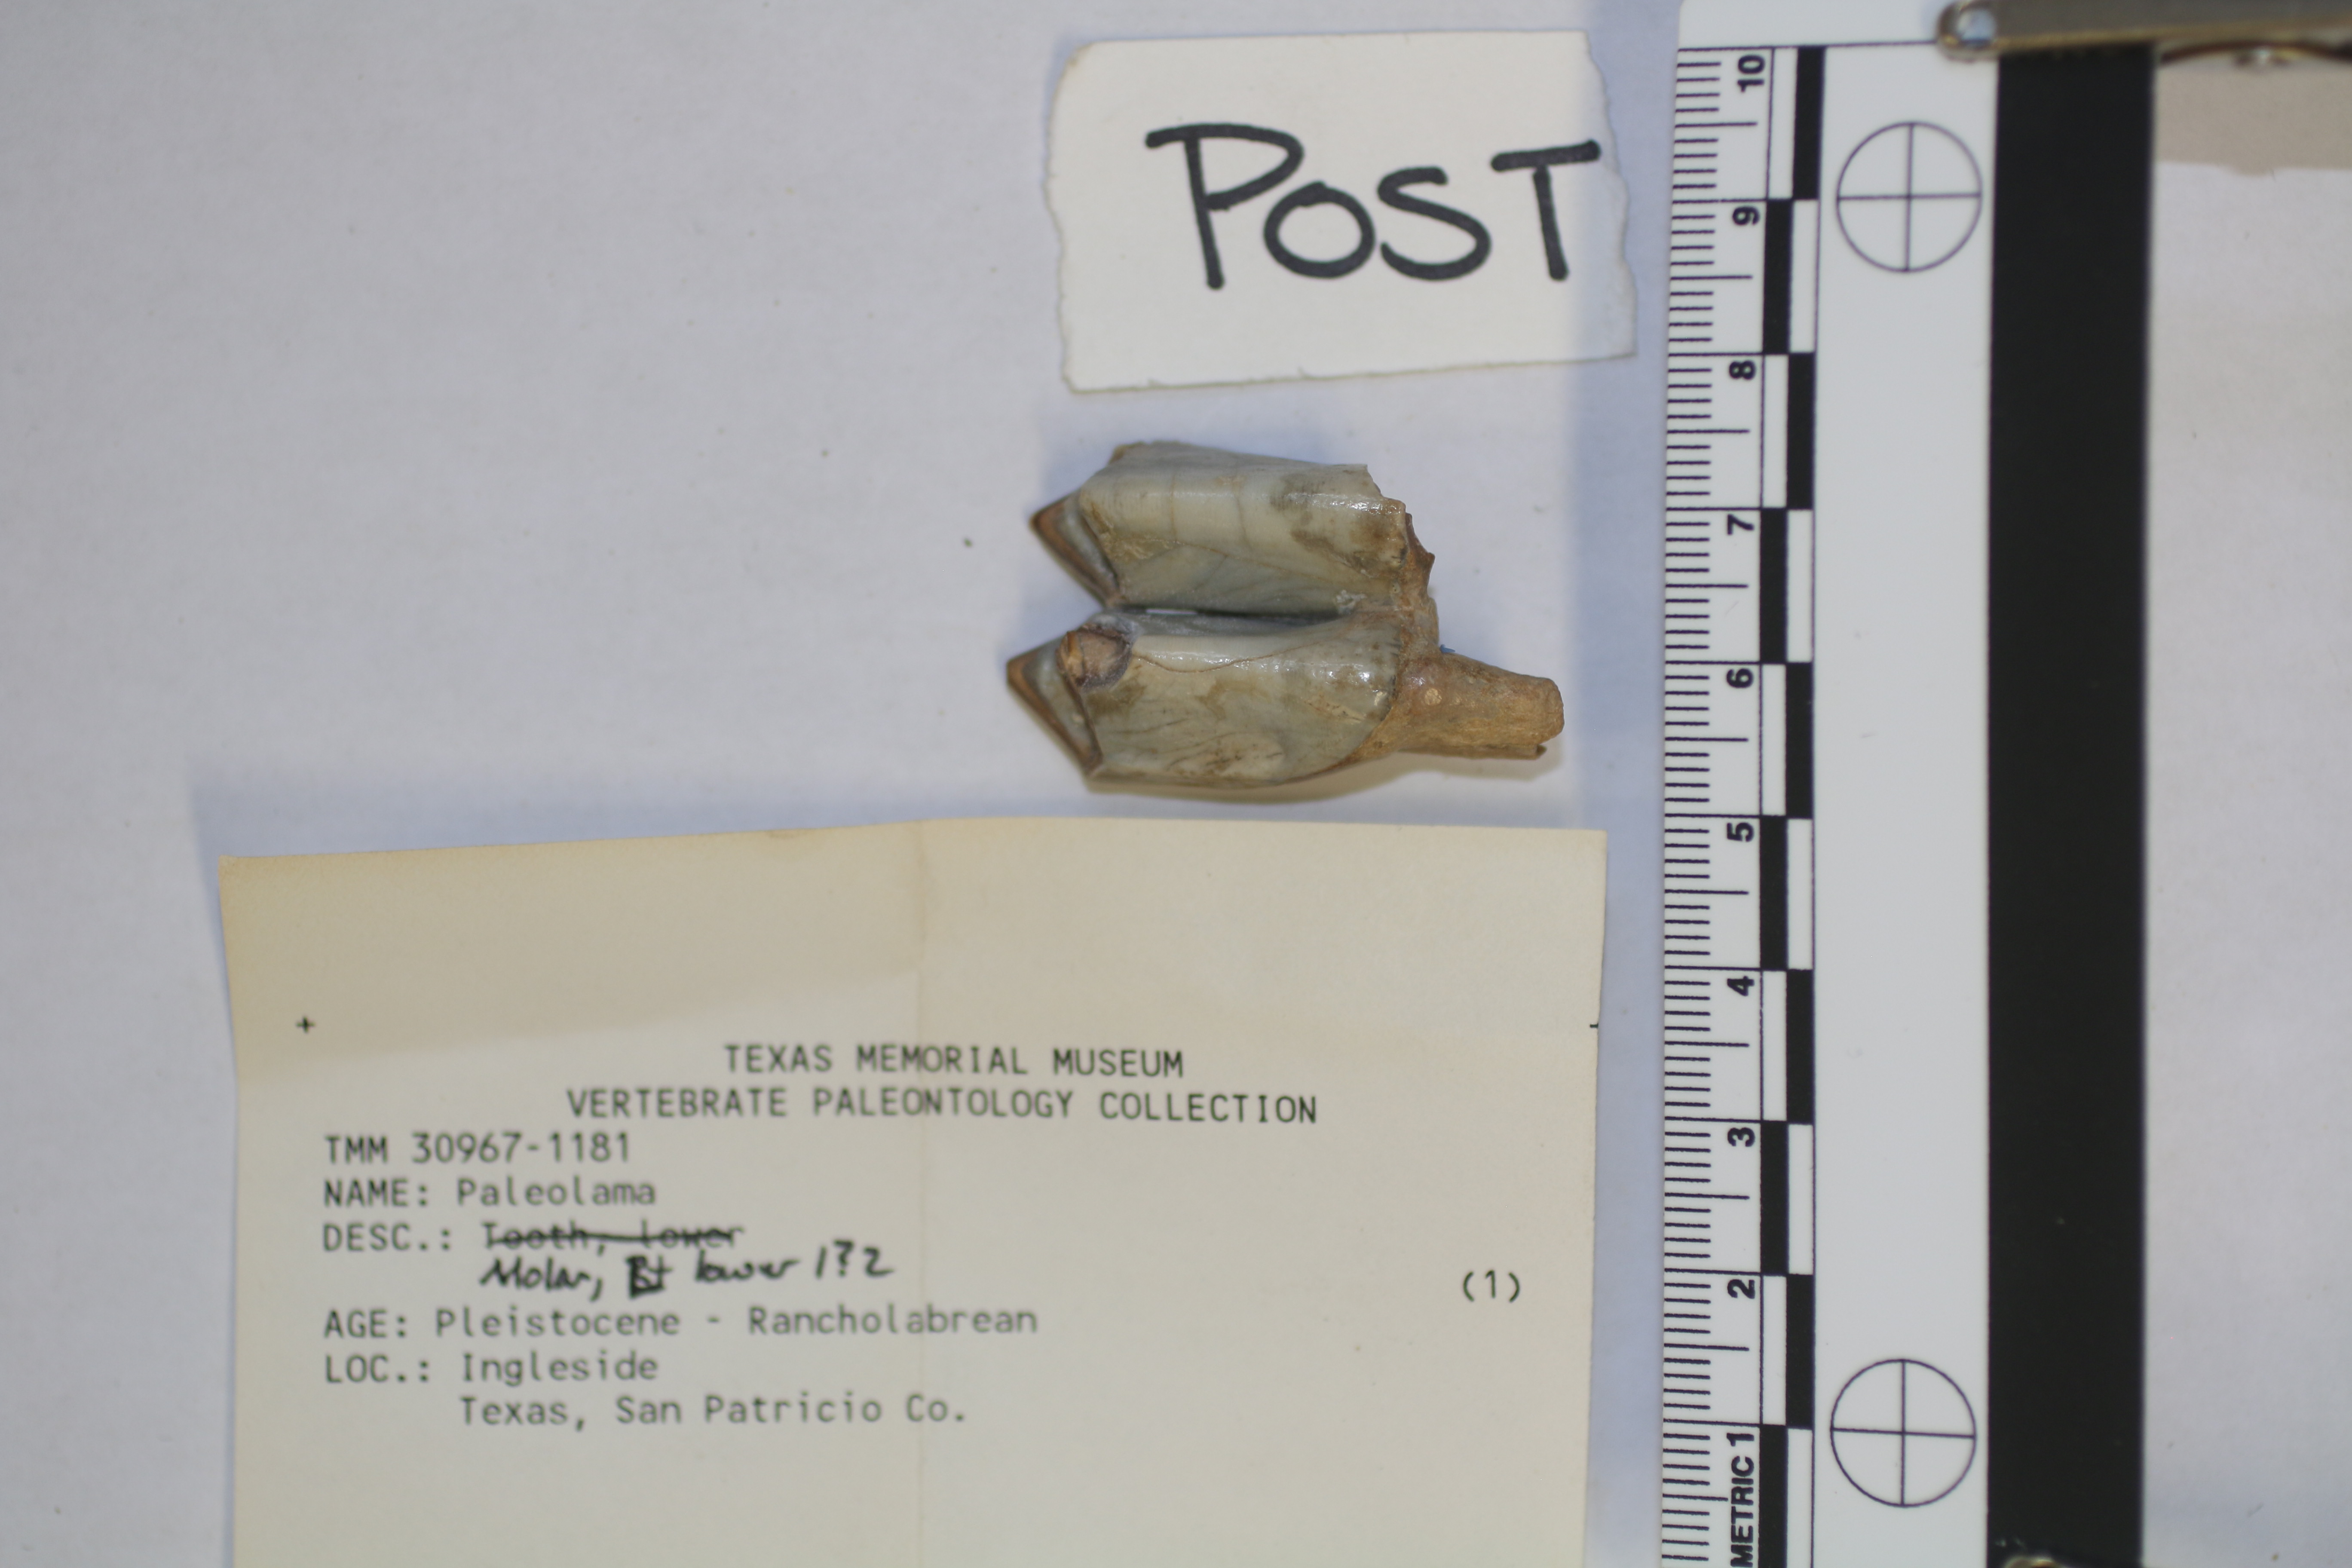 POST
10
9
8
7
6
5
4
3
2
METRIC 1
+
TEXAS MEMORIAL MUSEUM
VERTEBRATE PALEONTOLOGY COLLECTION
TMM 30967-1181
NAME: Paleolama
DESC.: Tooth, lower
Molar, Rt lower 1?2
(1)
AGE: Pleistocene - Rancholabrean
LOC.: Ingleside
Texas, San Patricio Co.